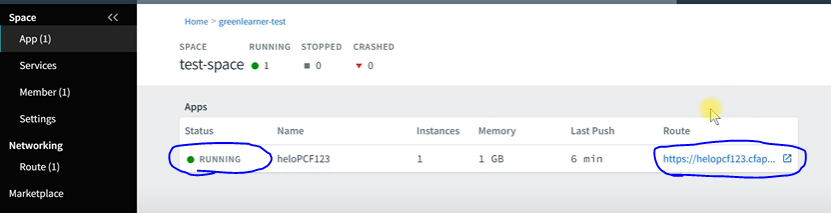 Space
App (1)
Services
Member (1)
Settings
Networking
Route (1)
Marketplace
Home > greenlearner-test
SPACE RUNNING STOPPED CRASHED
test-space 1 0 0
Apps
Status Name Instances Memory Last Push Route
RUNNING heloPCF123 1 1 GB 6 min https://helopcf123.cfap...